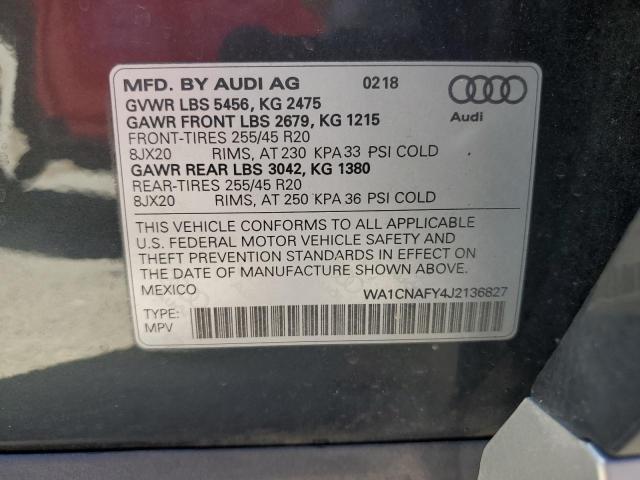 MFD. BY AUDI AG 0218
GVWR LBS 5456, KG 2475
GAWR FRONT LBS 2679, KG 1215
Audi
FRONT-TIRES 255/45 R20
8JX20 RIMS, AT 230 KPA 33 PSI COLD
GAWR REAR LBS 3042, KG 1380
REAR-TIRES 255/45 R20
8JX20 RIMS, AT 250 KPA 36 PSI COLD
THIS VEHICLE CONFORMS TO ALL APPLICABLE
U.S. FEDERAL MOTOR VEHICLE SAFETY AND
THEFT PREVENTION STANDARDS IN EFFECT ON THE
DATE OF MANUFACTURE SHOWN ABOVE.
MEXICO WA1CNAFY4J2136827
TYPE:
MPV